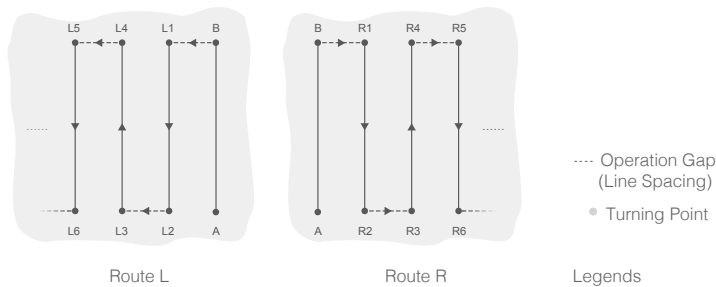 L5 L4 L1 B
B R1 R4 R5
L6 L3 L2 A
A R2 R3 R6
Operation Gap
(Line Spacing)
Turning Point
Route L
Route R
Legends